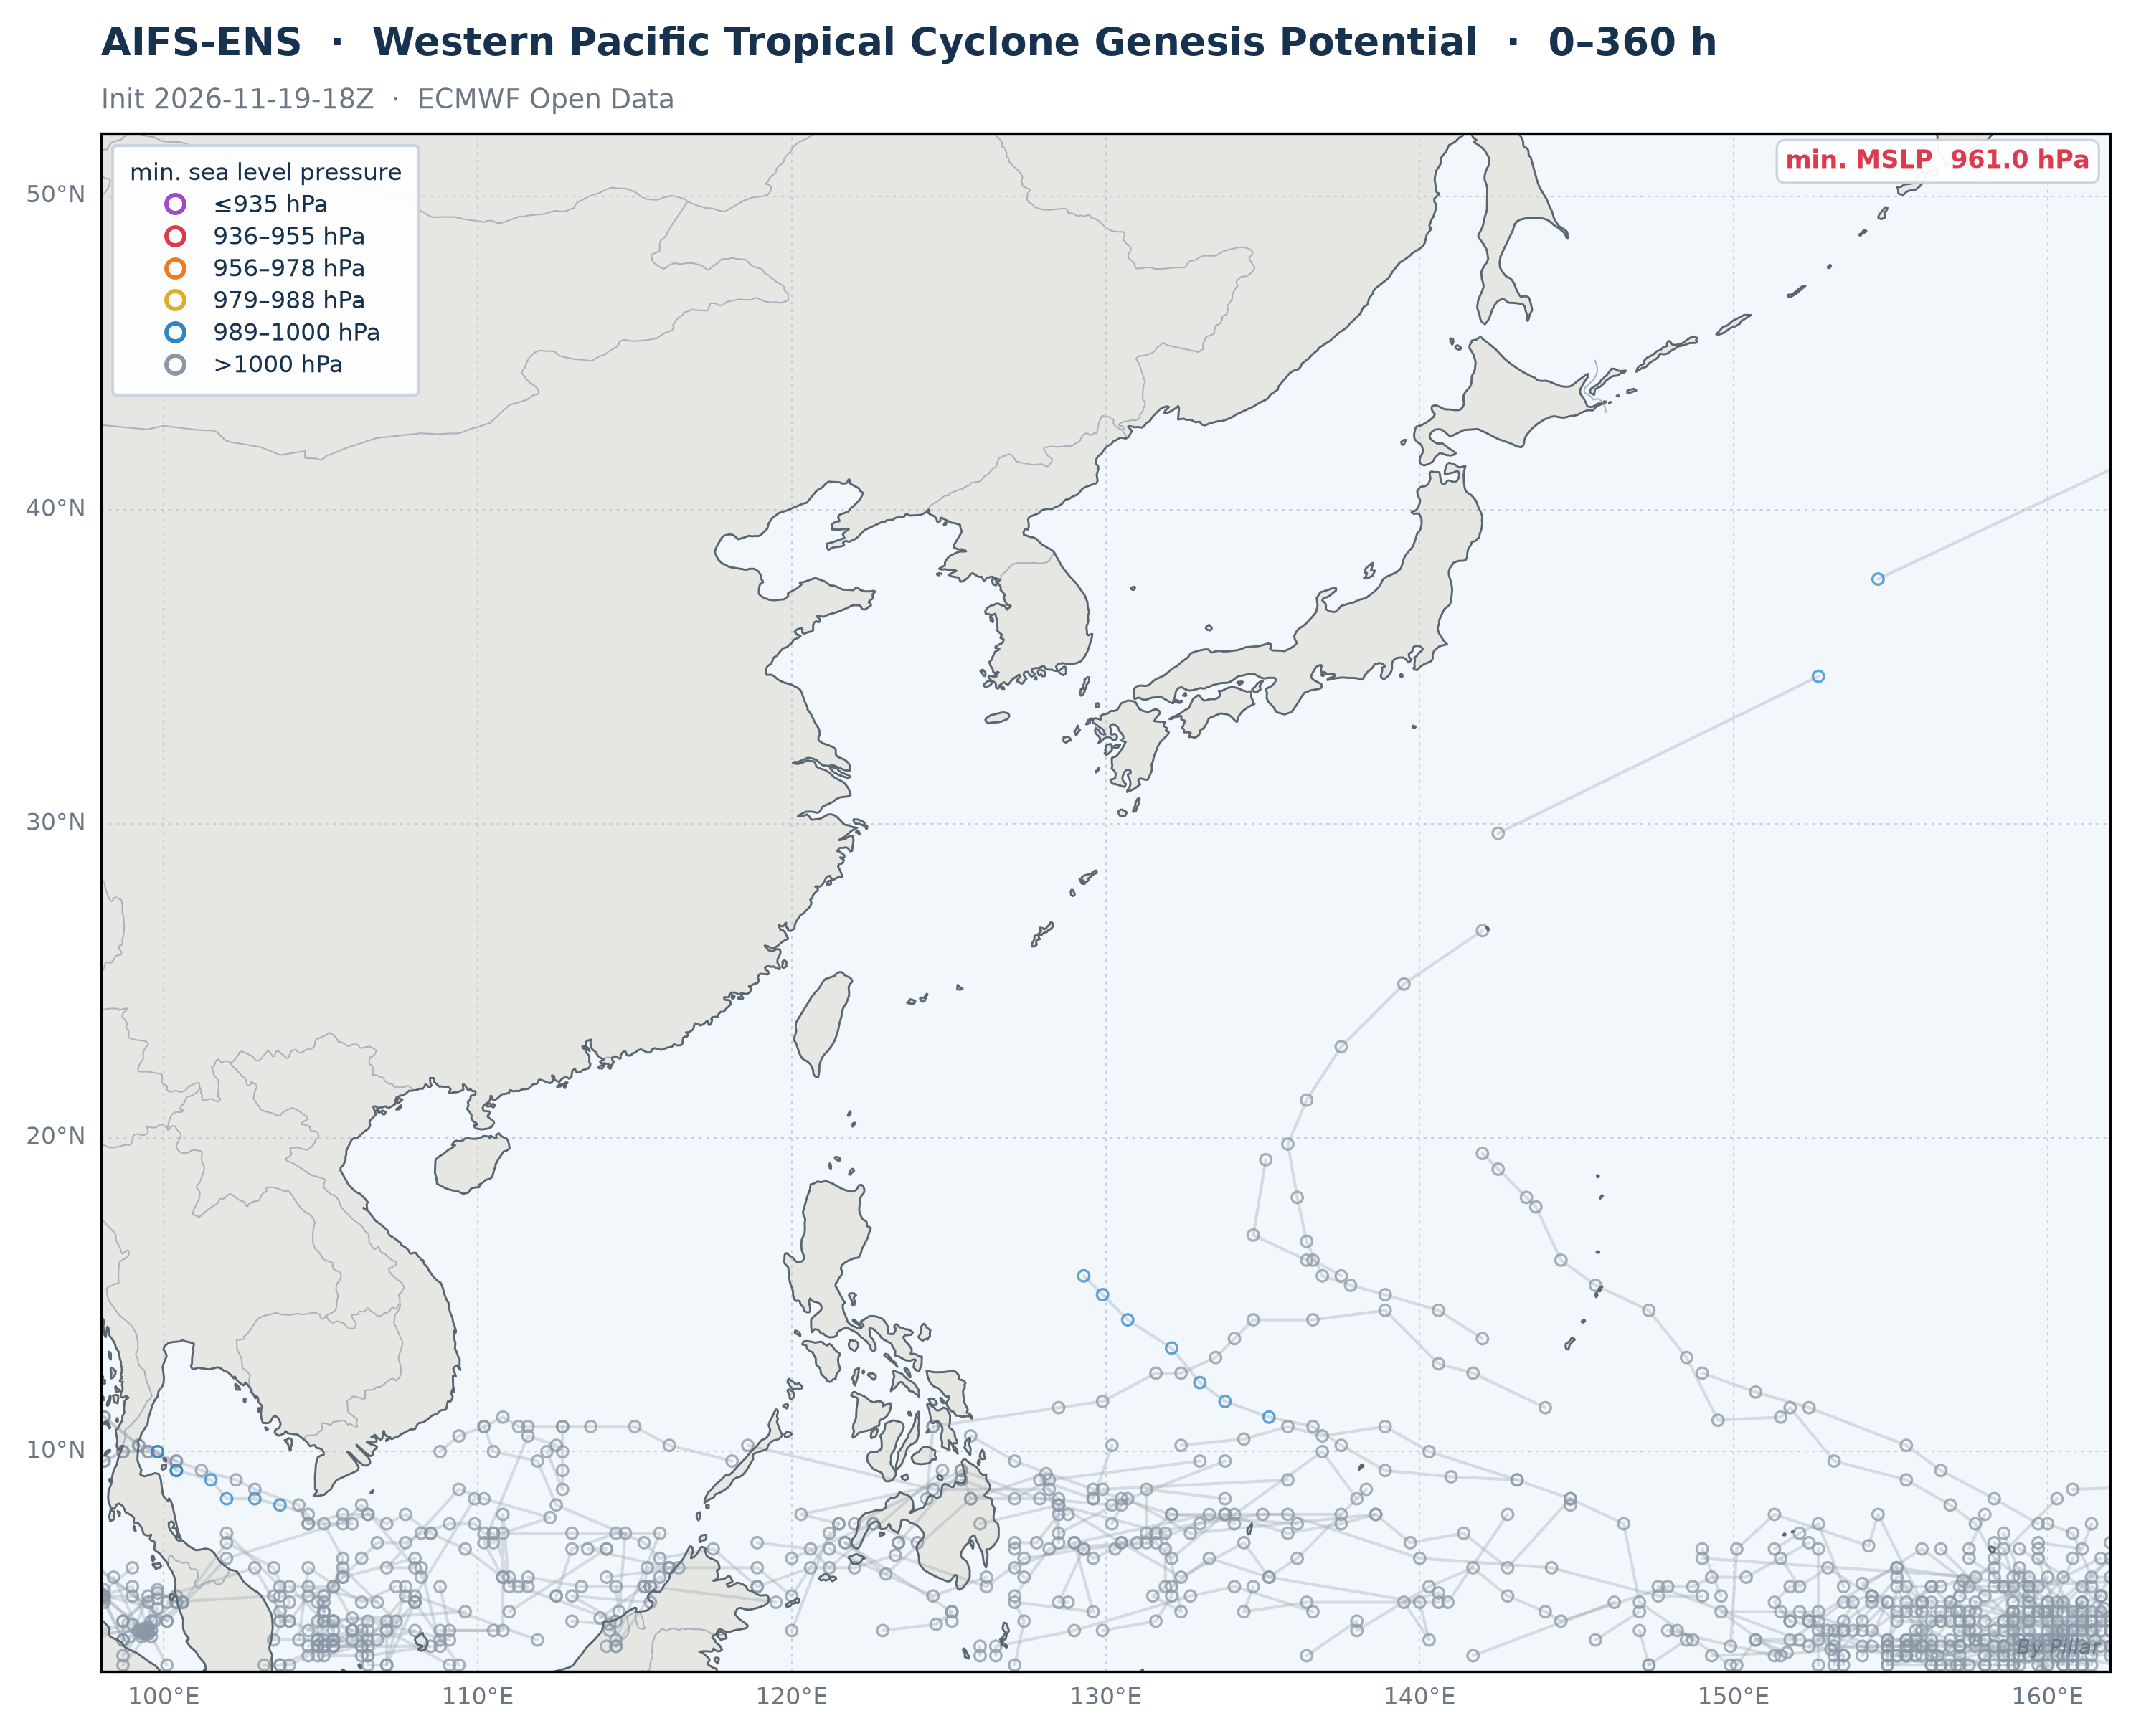 AIFS-ENS · Western Pacific Tropical Cyclone Genesis Potential · 0–360 h
Init 2026-11-19-18Z · ECMWF Open Data
min. sea level pressure
≤935 hPa
936–955 hPa
956–978 hPa
979–988 hPa
989–1000 hPa
>1000 hPa
min. MSLP 961.0 hPa
50°N
40°N
30°N
20°N
10°N
By Pillar
100°E
110°E
120°E
130°E
140°E
150°E
160°E